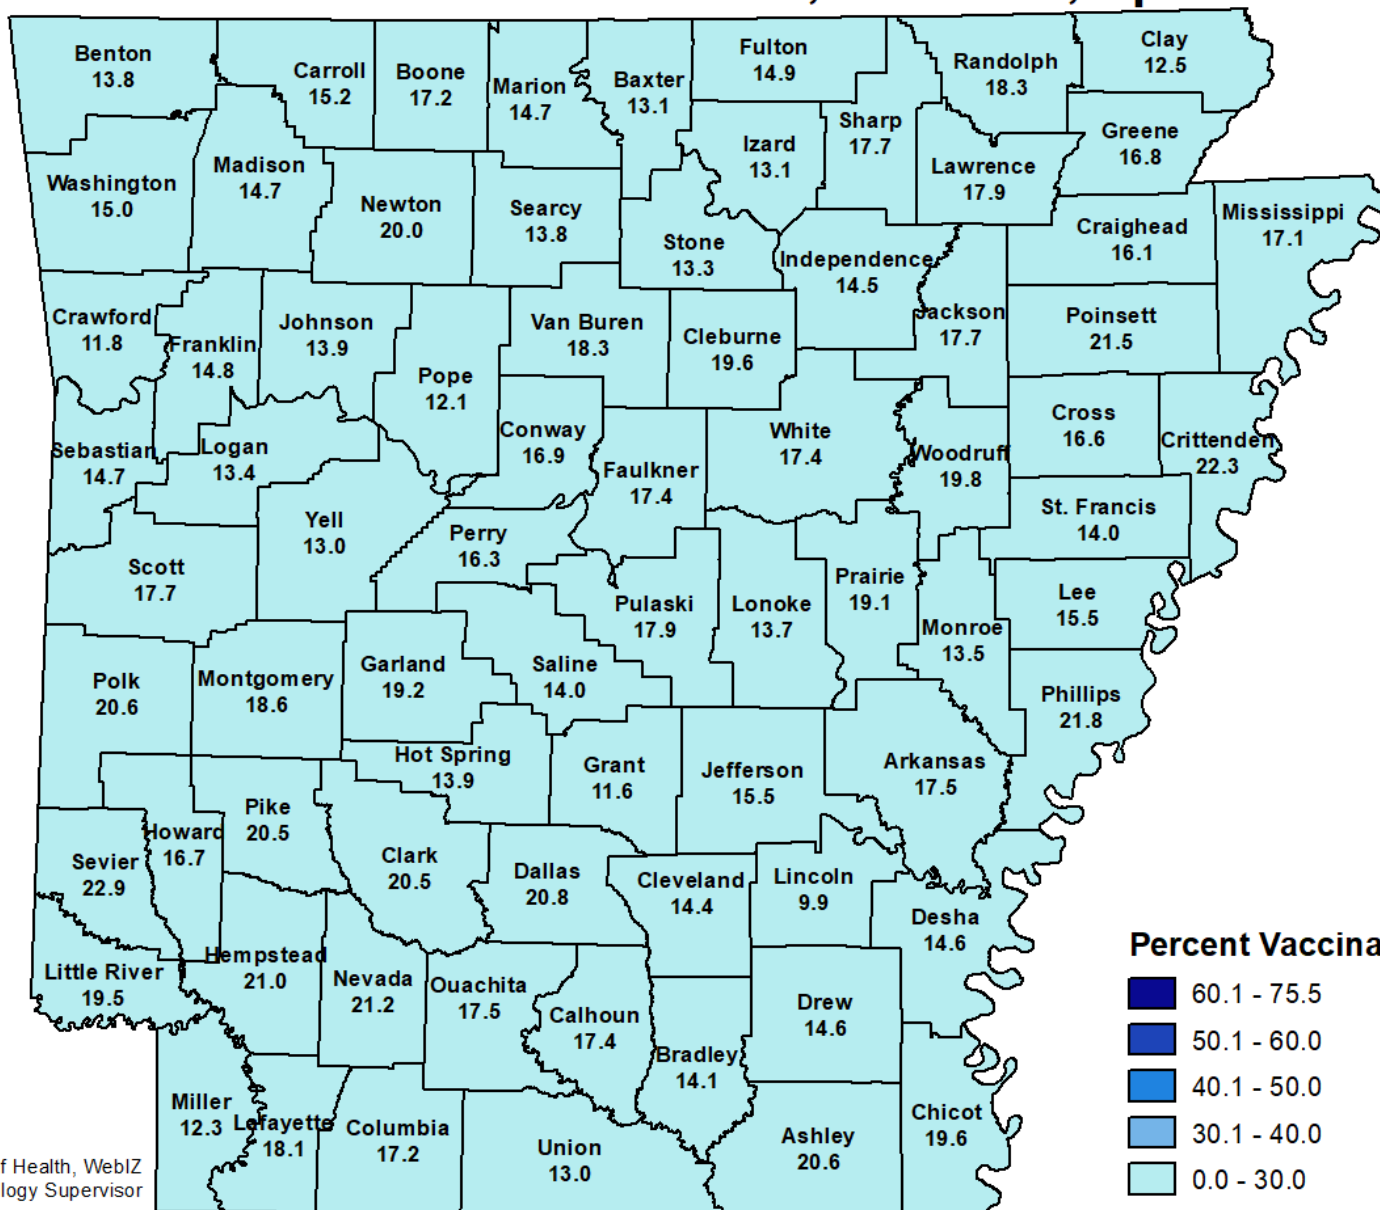 Benton
13.8
Carroll
15.2
Boone
17.2
Marion
14.7
Baxter
13.1
Fulton
14.9
Randolph
18.3
Clay
12.5
Washington
15.0
Madison
14.7
Newton
20.0
Searcy
13.8
Stone
13.3
Izard
13.1
Sharp
17.7
Lawrence
17.9
Greene
16.8
Independence
14.5
Craighead
16.1
Mississippi
17.1
Crawford
11.8
Franklin
14.8
Johnson
13.9
Pope
12.1
Van Buren
18.3
Cleburne
19.6
Jackson
17.7
Poinsett
21.5
Sebastian
14.7
Logan
13.4
Conway
16.9
Faulkner
17.4
White
17.4
Woodruff
19.8
Cross
16.6
Crittenden
22.3
Scott
17.7
Yell
13.0
Perry
16.3
St. Francis
14.0
Pulaski
17.9
Lonoke
13.7
Prairie
19.1
Monroe
13.5
Lee
15.5
Polk
20.6
Montgomery
18.6
Garland
19.2
Saline
14.0
Phillips
21.8
Hot Spring
13.9
Grant
11.6
Jefferson
15.5
Arkansas
17.5
Sevier
22.9
Howard
16.7
Pike
20.5
Clark
20.5
Dallas
20.8
Cleveland
14.4
Lincoln
9.9
Desha
14.6
Little River
19.5
Hempstead
21.0
Nevada
21.2
Ouachita
17.5
Calhoun
17.4
Bradley
14.1
Drew
14.6
Miller
12.3
Lafayette
18.1
Columbia
17.2
Union
13.0
Ashley
20.6
Chicot
19.6
Percent Vaccina
60.1 - 75.5
50.1 - 60.0
40.1 - 50.0
30.1 - 40.0
0.0 - 30.0
f Health, WebIZ
logy Supervisor